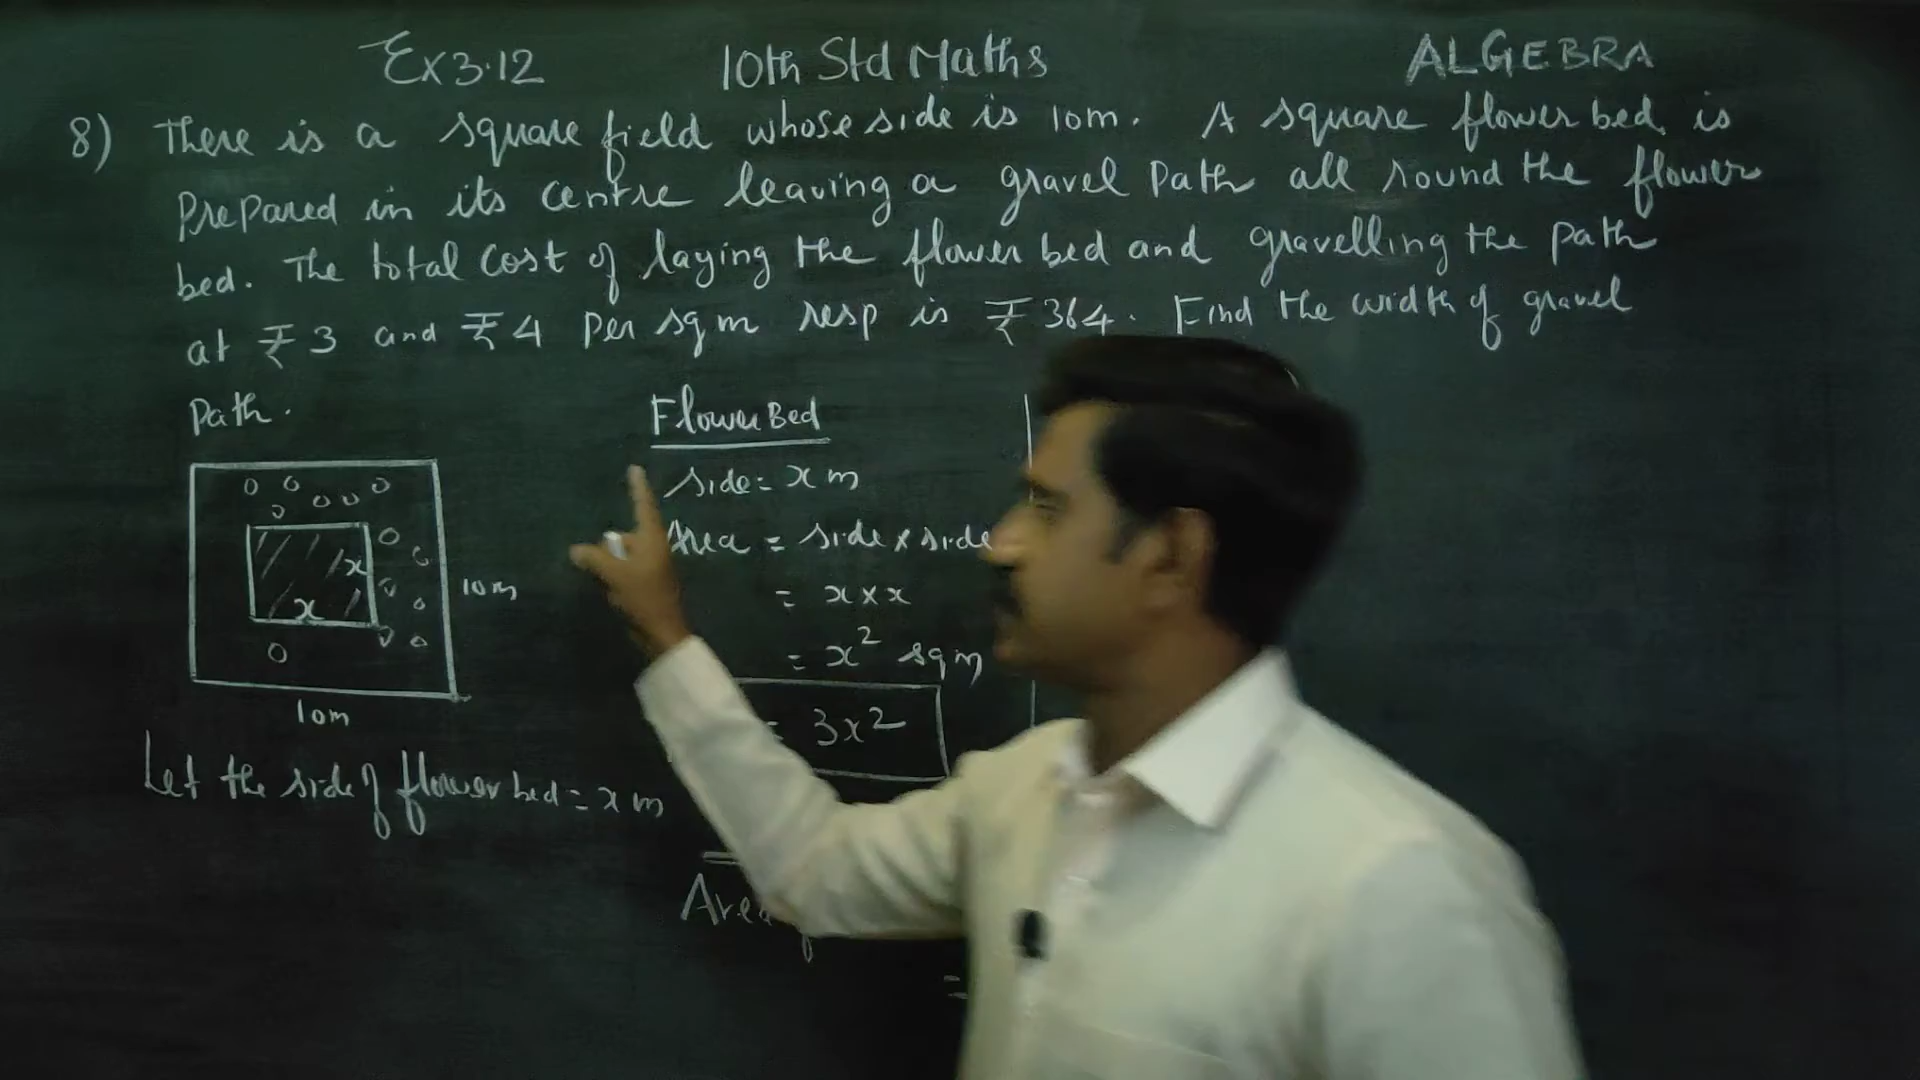 Ex 3.12 10th Std Maths ALGEBRA
8) There is a square field whose side is 10m. A square flower bed is
Prepared in its centre leaving a gravel Path all round the flower
bed. The total Cost of laying the flower bed and gravelling the path
at ₹ 3 and ₹ 4 Per sq m resp is ₹ 364. Find the width of gravel
Path.
10m
10m
x
x
Let the side of flower bed = x m
Flower Bed
side = x m
Area = side x side
= x × x
= x² sq m
= 3x²
Area
=